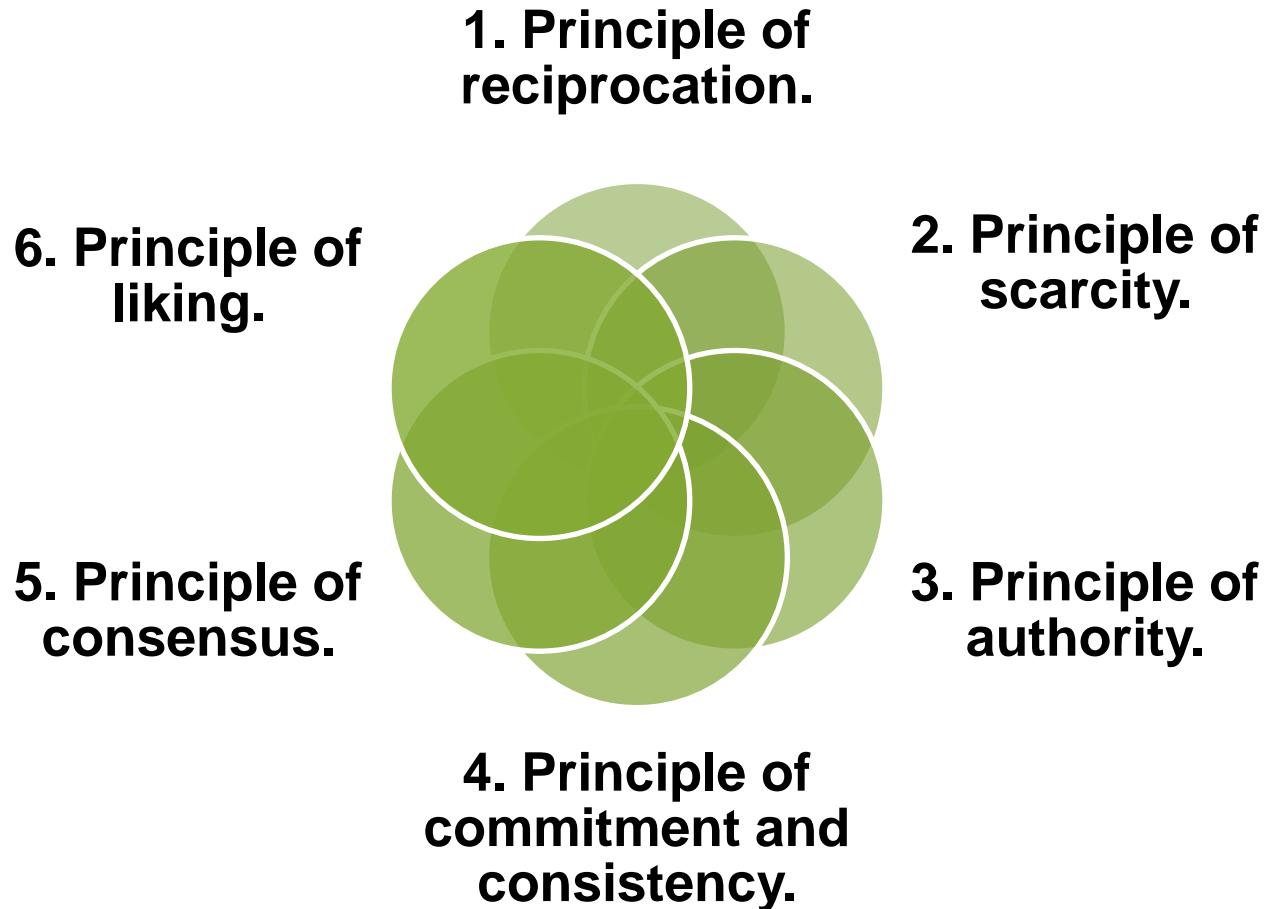 1. Principle of
reciprocation.
2. Principle of
scarcity.
3. Principle of
authority.
4. Principle of
commitment and
consistency.
5. Principle of
consensus.
6. Principle of
liking.